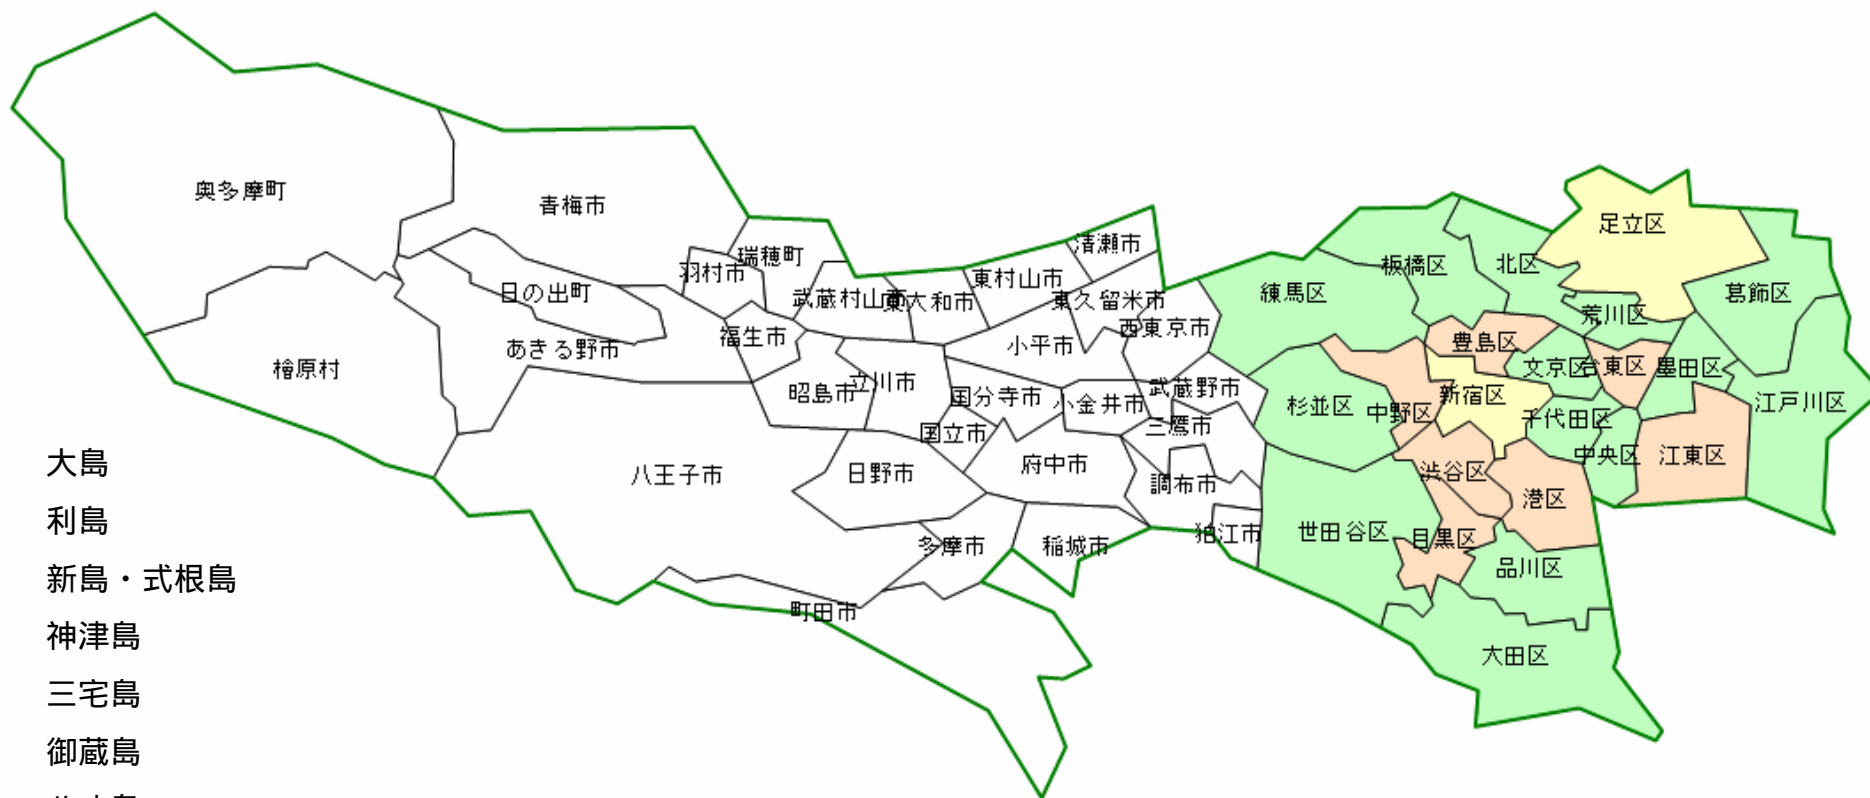 奥多摩町
青梅市
瑞穂町
羽村市
日の出町
檜原村
あきる野市
福生市
武蔵村山市
東大和市
東村山市
清瀬市
東久留米市
西東京市
小平市
昭島市
立川市
国分寺市
小金井市
武蔵野市
三鷹市
国立市
府中市
調布市
狛江市
八王子市
日野市
多摩市
稲城市
町田市
足立区
板橋区
北区
練馬区
葛飾区
荒川区
豊島区
文京区
台東区
墨田区
新宿区
杉並区
中野区
千代田区
江戸川区
中央区
江東区
渋谷区
港区
世田谷区
目黒区
品川区
大田区
大島
利島
新島・式根島
神津島
三宅島
御蔵島